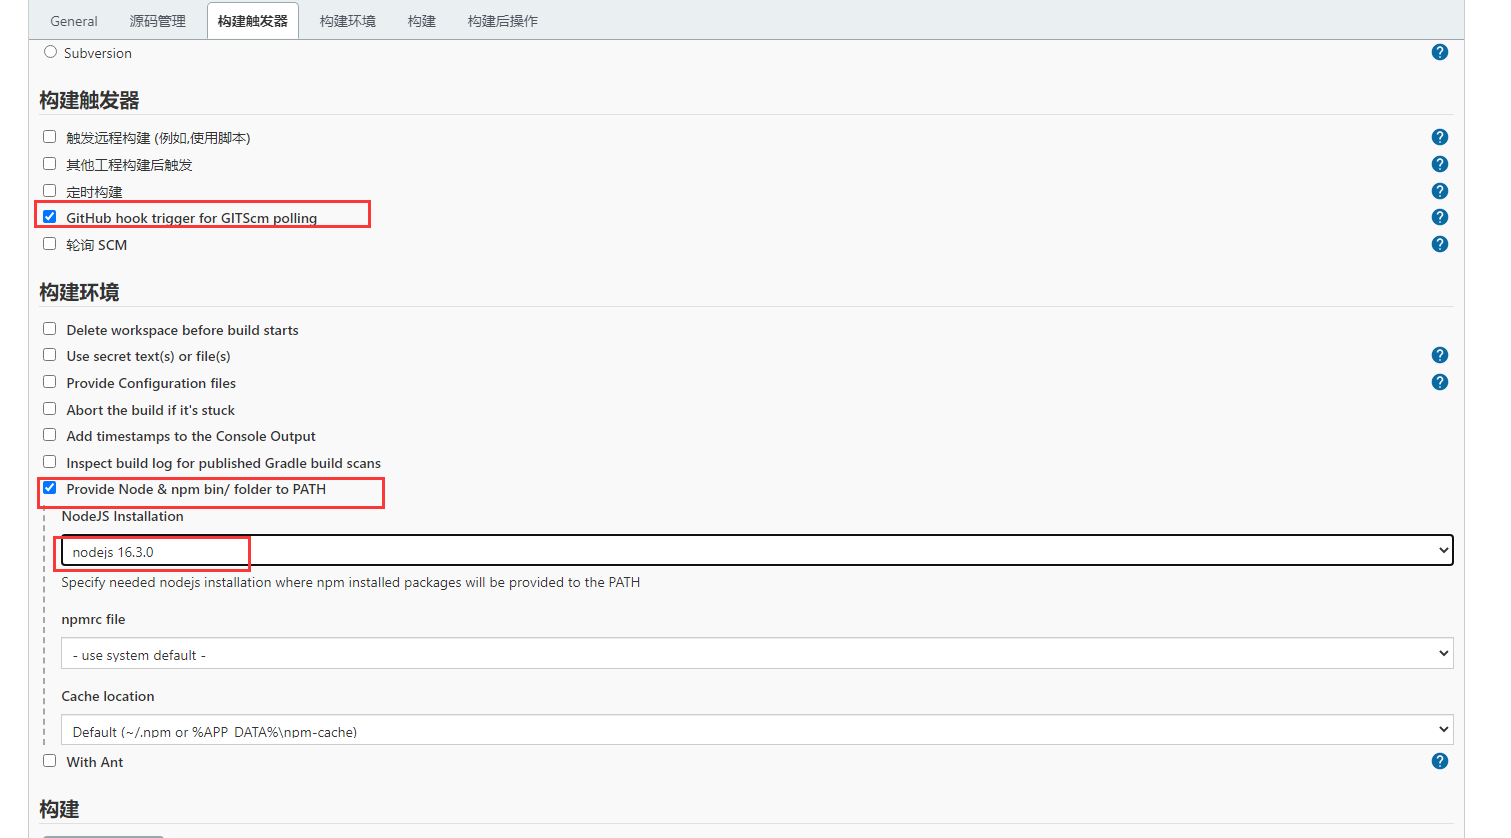 General 源码管理 构建触发器 构建环境 构建 构建后操作
Subversion
构建触发器
触发远程构建 (例如,使用脚本)
其他工程构建后触发
定时构建
GitHub hook trigger for GITScm polling
轮询 SCM
构建环境
Delete workspace before build starts
Use secret text(s) or file(s)
Provide Configuration files
Abort the build if it's stuck
Add timestamps to the Console Output
Inspect build log for published Gradle build scans
Provide Node & npm bin/ folder to PATH
NodeJS Installation
nodejs 16.3.0
Specify needed nodejs installation where npm installed packages will be provided to the PATH
npmrc file
- use system default -
Cache location
Default (~/.npm or %APP_DATA%\npm-cache)
With Ant
构建